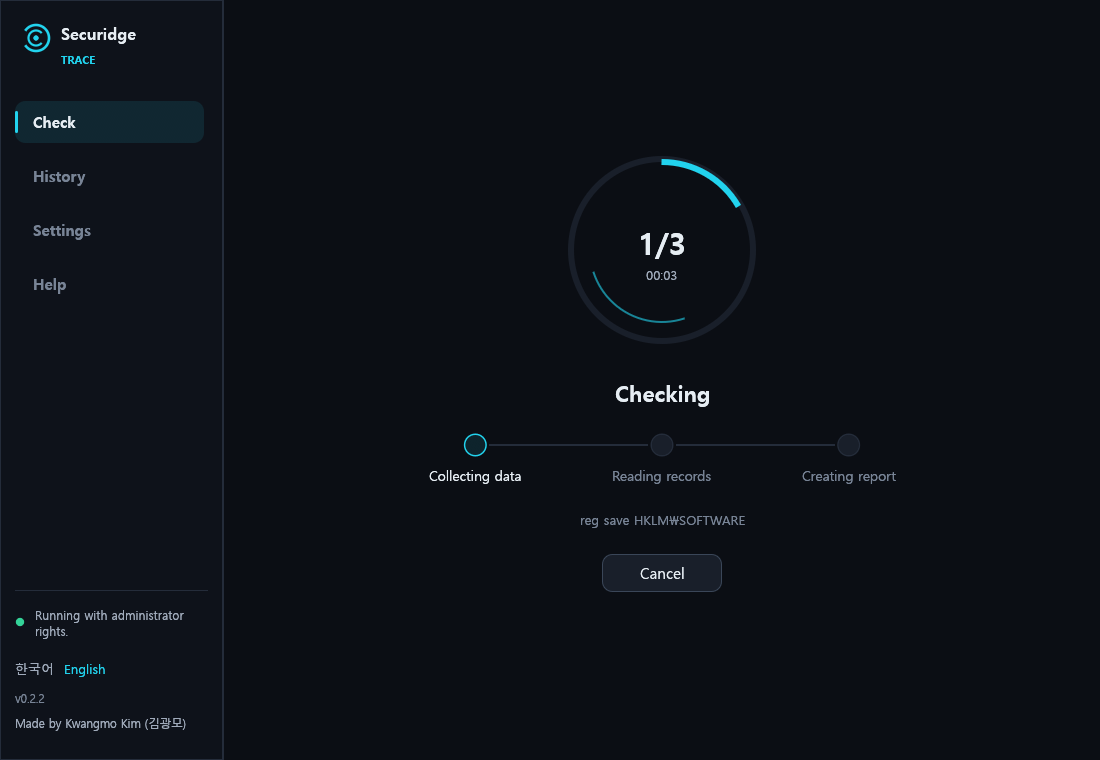 Securidge
TRACE
Check
History
Settings
Help
1/3
00:03
Checking
Collecting data
Reading records
Creating report
reg save HKLM₩SOFTWARE
Cancel
Running with administrator
rights.
한국어 English
v0.2.2
Made by Kwangmo Kim (김광모)